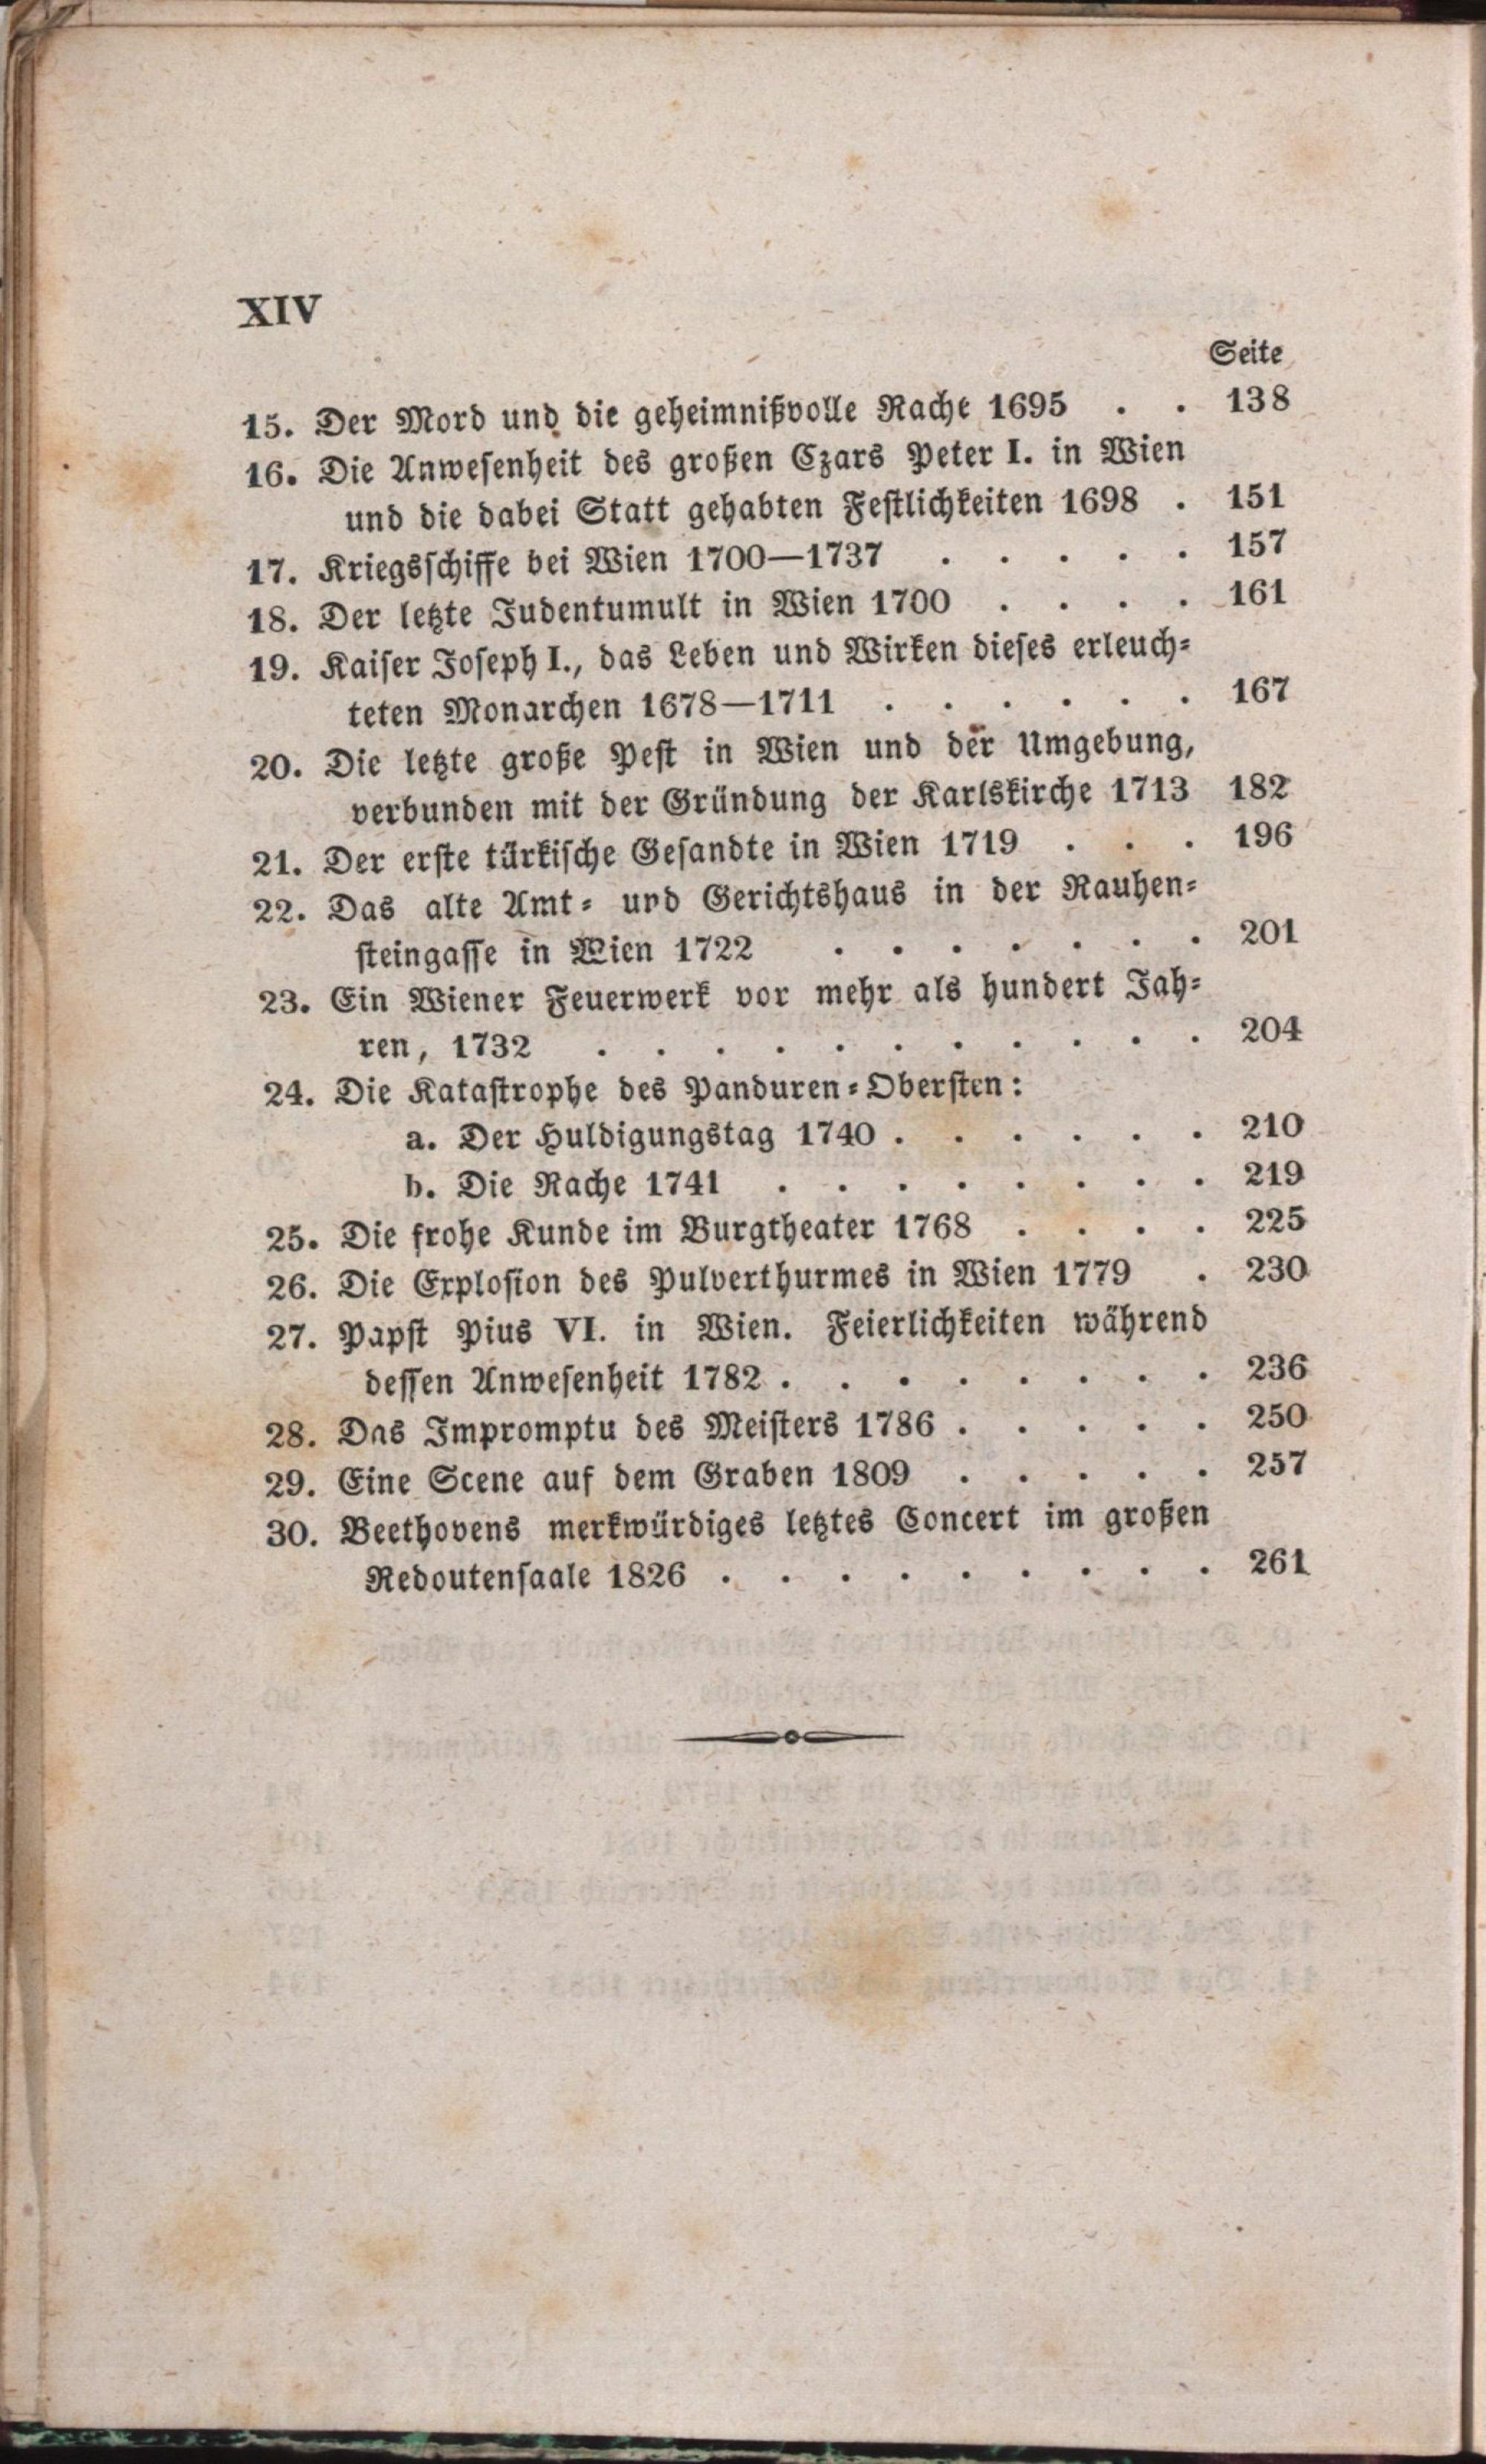 XIV
Seite
15. Der Mord und die geheimnißvolle Rache 1695 . . 138
16. Die Anwesenheit des großen Czars Peter I. in Wien
und die dabei Statt gehabten Festlichkeiten 1698 . 151
17. Kriegsschiffe bei Wien 1700—1737 . . . . . 157
18. Der letzte Judentumult in Wien 1700 . . . . 161
19. Kaiser Joseph I., das Leben und Wirken dieses erleuch-
teten Monarchen 1678—1711 . . . . . . 167
20. Die letzte große Pest in Wien und der Umgebung,
verbunden mit der Gründung der Karlskirche 1713 182
21. Der erste türkische Gesandte in Wien 1719 . . . 196
22. Das alte Amt- und Gerichtshaus in der Rauhen-
steingasse in Wien 1722 . . . . . . . 201
23. Ein Wiener Feuerwerk vor mehr als hundert Jah-
ren, 1732 . . . . . . . . . . . 204
24. Die Katastrophe des Panduren-Obersten:
a. Der Huldigungstag 1740 . . . . . . 210
b. Die Rache 1741 . . . . . . . . 219
25. Die frohe Kunde im Burgtheater 1768 . . . . 225
26. Die Explosion des Pulverthurmes in Wien 1779 . 230
27. Papst Pius VI. in Wien. Feierlichkeiten während
dessen Anwesenheit 1782 . . . . . . . . 236
28. Das Impromptu des Meisters 1786 . . . . . 250
29. Eine Scene auf dem Graben 1809 . . . . . 257
30. Beethovens merkwürdiges letztes Concert im großen
Redoutensaale 1826 . . . . . . . . . 261